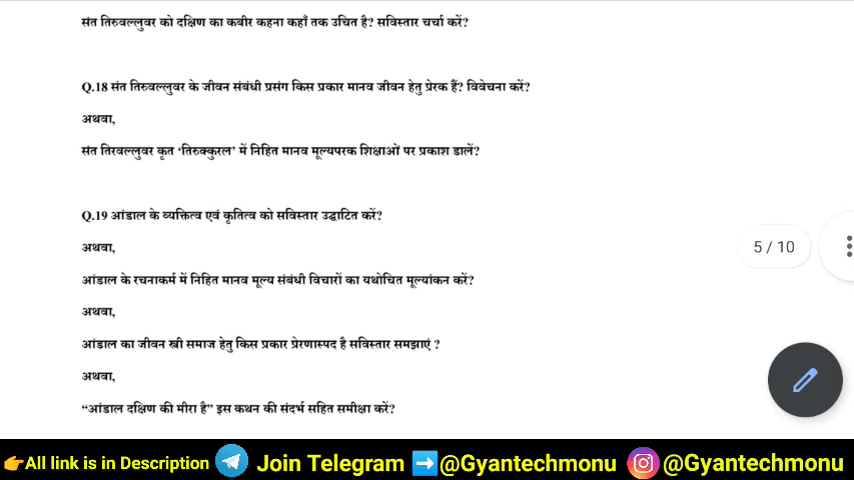 संत तिरुवल्लुवर को दक्षिण का कबीर कहना कहाँ तक उचित है? सविस्तार चर्चा करें?
Q.18 संत तिरुवल्लुवर के जीवन संबंधी प्रसंग किस प्रकार मानव जीवन हेतु प्रेरक हैं? विवेचना करें?
अथवा,
संत तिरवल्लुवर कृत ‘तिरुक्कुरल’ में निहित मानव मूल्यपरक शिक्षाओं पर प्रकाश डालें?
Q.19 आंडाल के व्यक्तित्व एवं कृतित्व को सविस्तार उद्घाटित करें?
अथवा,
5 / 10
आंडाल के रचनाकर्म में निहित मानव मूल्य संबंधी विचारों का यथोचित मूल्यांकन करें?
अथवा,
आंडाल का जीवन स्त्री समाज हेतु किस प्रकार प्रेरणास्पद है सविस्तार समझाएं ?
अथवा,
“आंडाल दक्षिण की मीरा है” इस कथन की संदर्भ सहित समीक्षा करें?
👉All link is in Description Join Telegram ➡@Gyantechmonu @Gyantechmonu